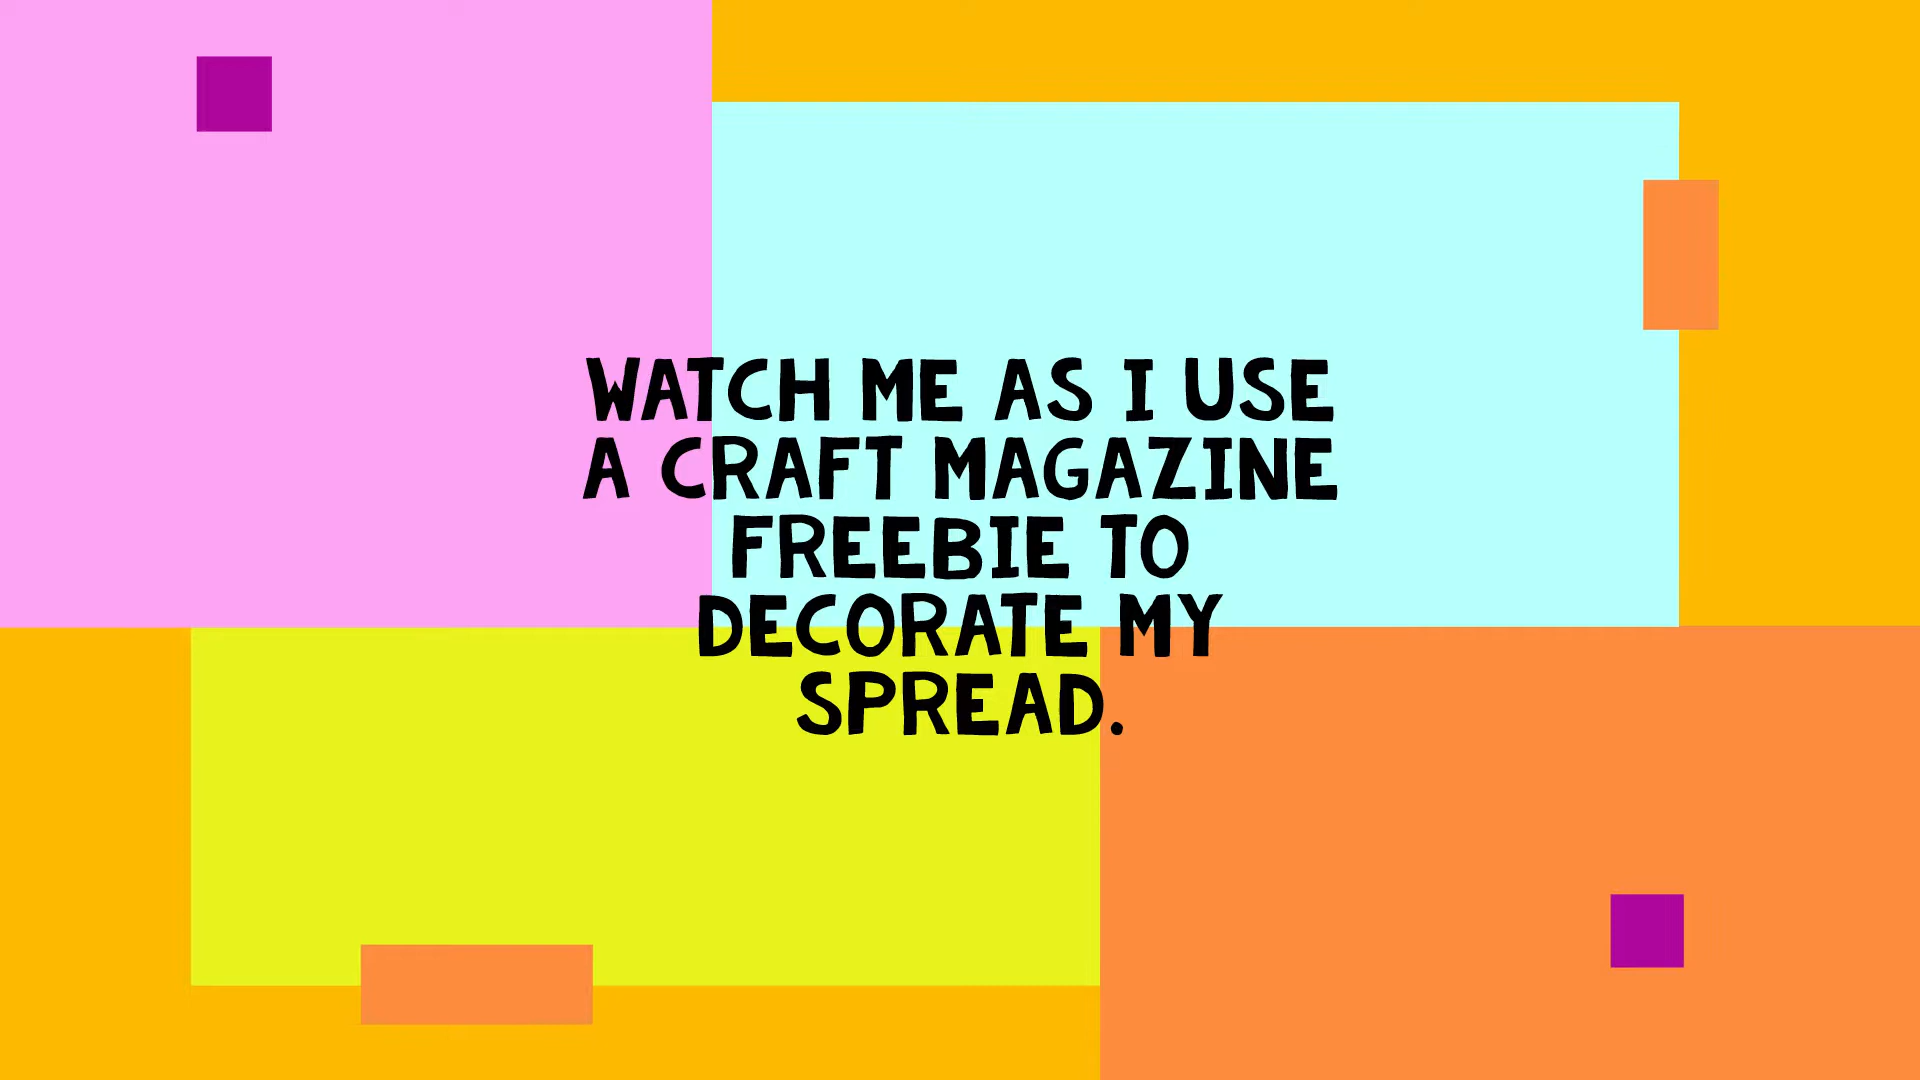 WATCH ME AS I USE
A CRAFT MAGAZINE
FREEBIE TO
DECORATE MY
SPREAD.